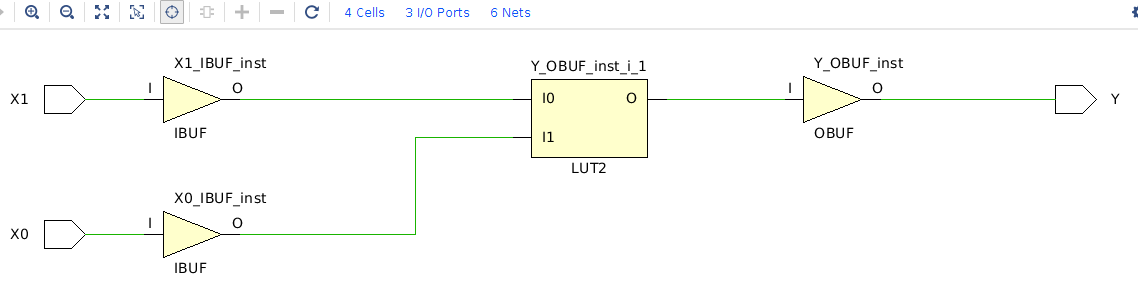 4 Cells 3 I/O Ports 6 Nets
X1_IBUF_inst
Y_OBUF_inst_i_1
Y_OBUF_inst
X1 I O I0 O I O Y
IBUF
I1
OBUF
LUT2
X0_IBUF_inst
X0 I O
IBUF